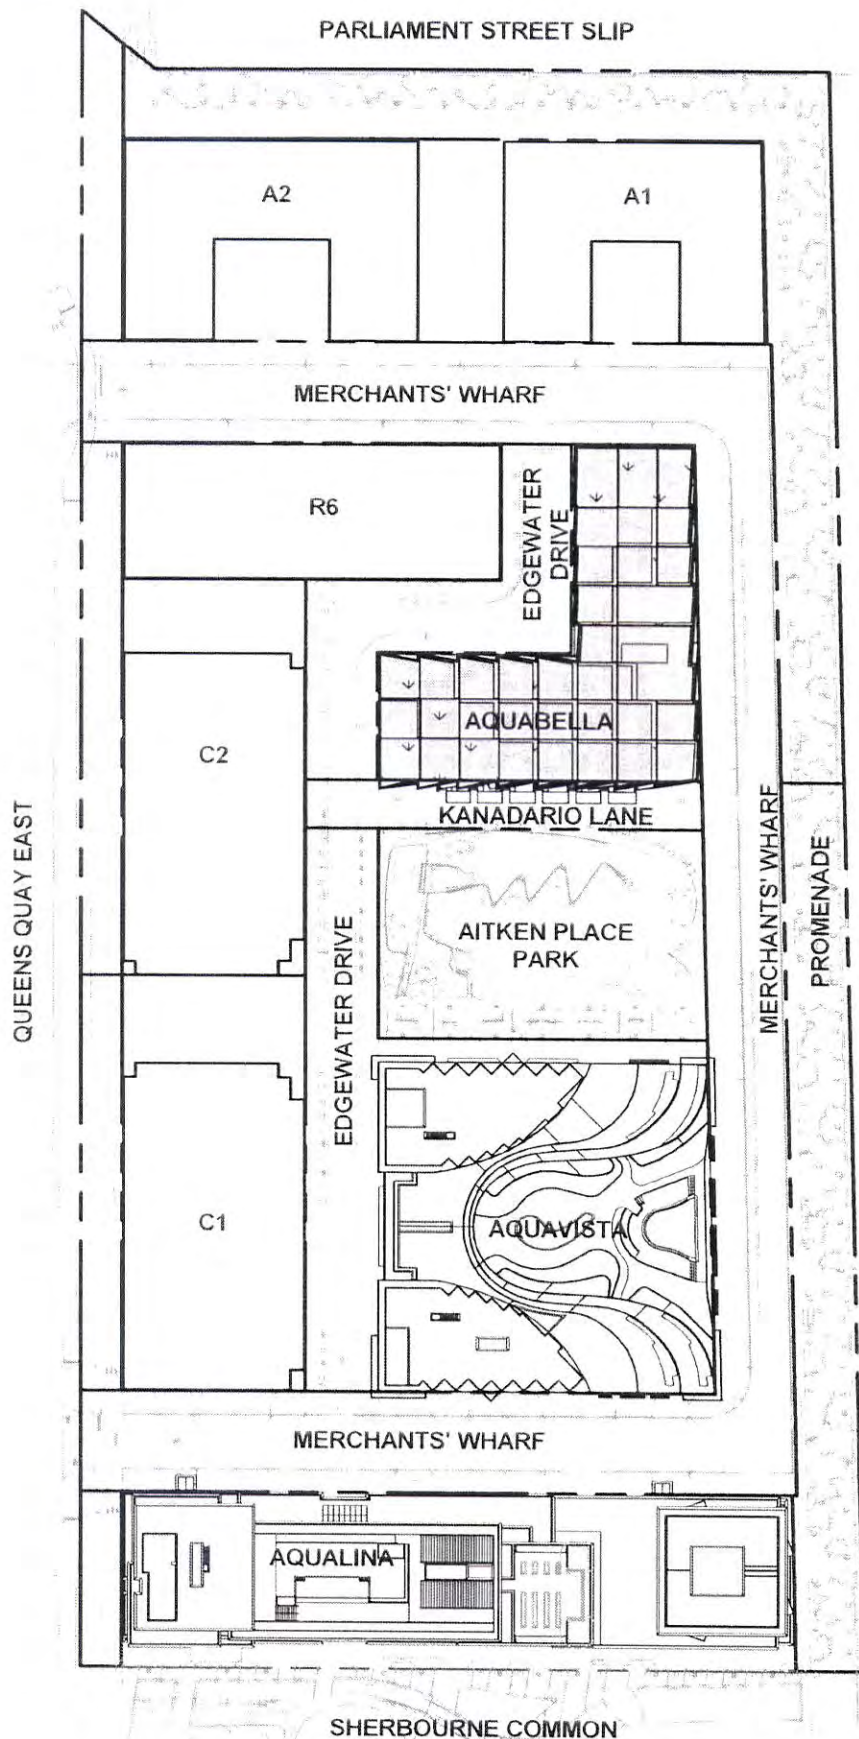 PARLIAMENT STREET SLIP
A2
A1
MERCHANTS' WHARF
R6
EDGEWATER
DRIVE
AQUABELLA
C2
KANADARIO LANE
QUEENS QUAY EAST
EDGEWATER DRIVE
AITKEN PLACE
PARK
MERCHANTS' WHARF
PROMENADE
C1
AQUAVISTA
MERCHANTS' WHARF
AQUALINA
SHERBOURNE COMMON